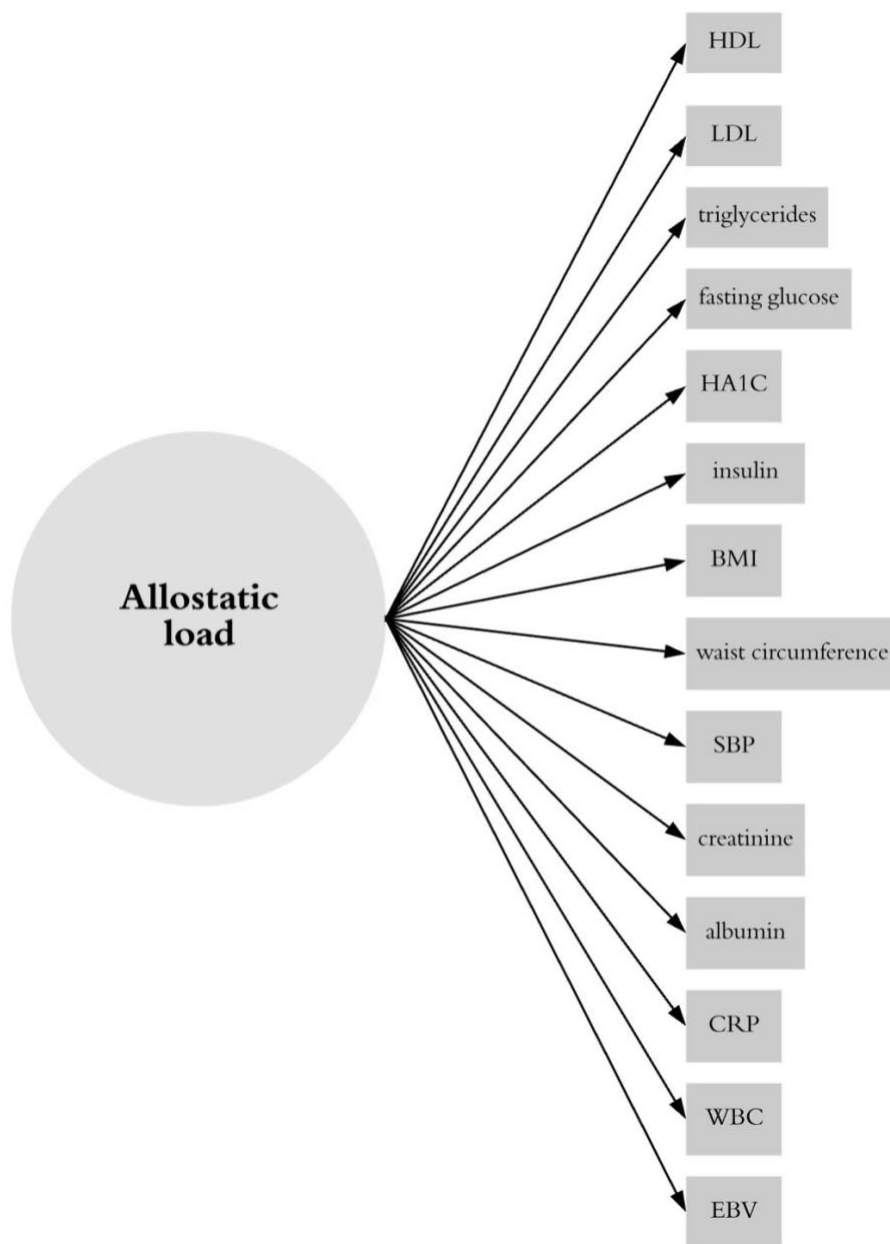 HDL
LDL
triglycerides
fasting glucose
HA1C
insulin
BMI
Allostatic
load
waist circumference
SBP
creatinine
albumin
CRP
WBC
EBV